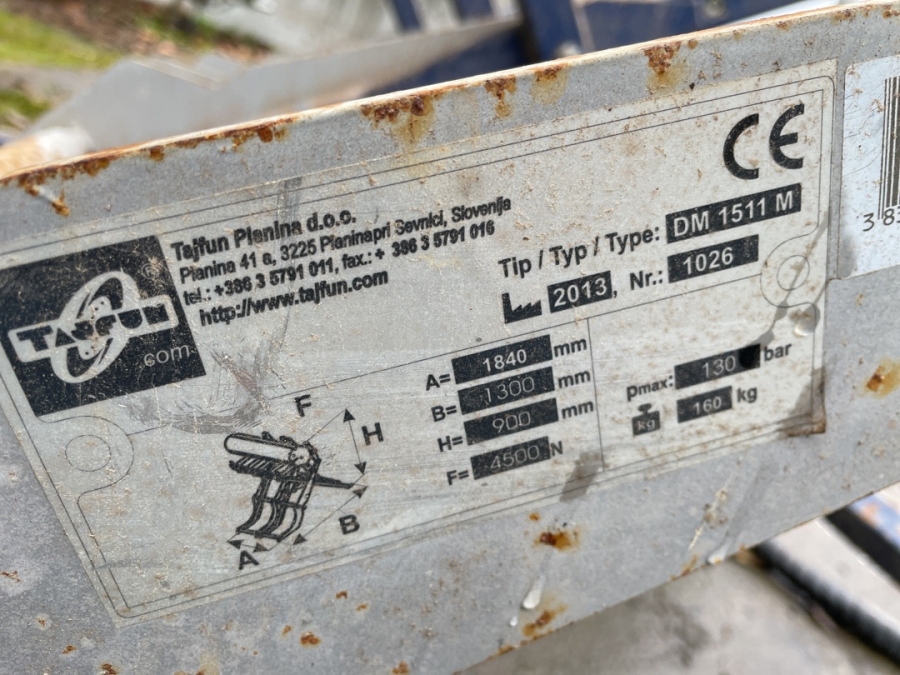 TAJFUN
.com
Tajfun Planina d.o.o.
Planina 41 a, 3225 Planinapri Sevnici, Slovenija
tel.: +386 3 5791 011, fax.: + 386 3 5791 016
http://www.tajfun.com
CE
Tip / Typ / Type: DM 1511 M
2013, Nr.: 1026
A= 1840 mm
B= 1300 mm
H= 900 mm
F= 4500 N
pmax: 130 bar
kg 160 kg
F
H
B
A
3 83